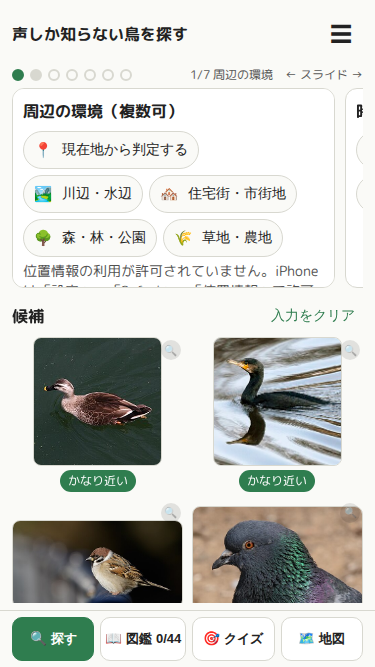 声しか知らない鳥を探す
1/7 周辺の環境 ← スライド →
周辺の環境（複数可）
現在地から判定する
川辺・水辺 住宅街・市街地
森・林・公園 草地・農地
位置情報の利用が許可されていません。iPhone
候補 入力をクリア
かなり近い かなり近い
探す 図鑑 0/44 クイズ 地図